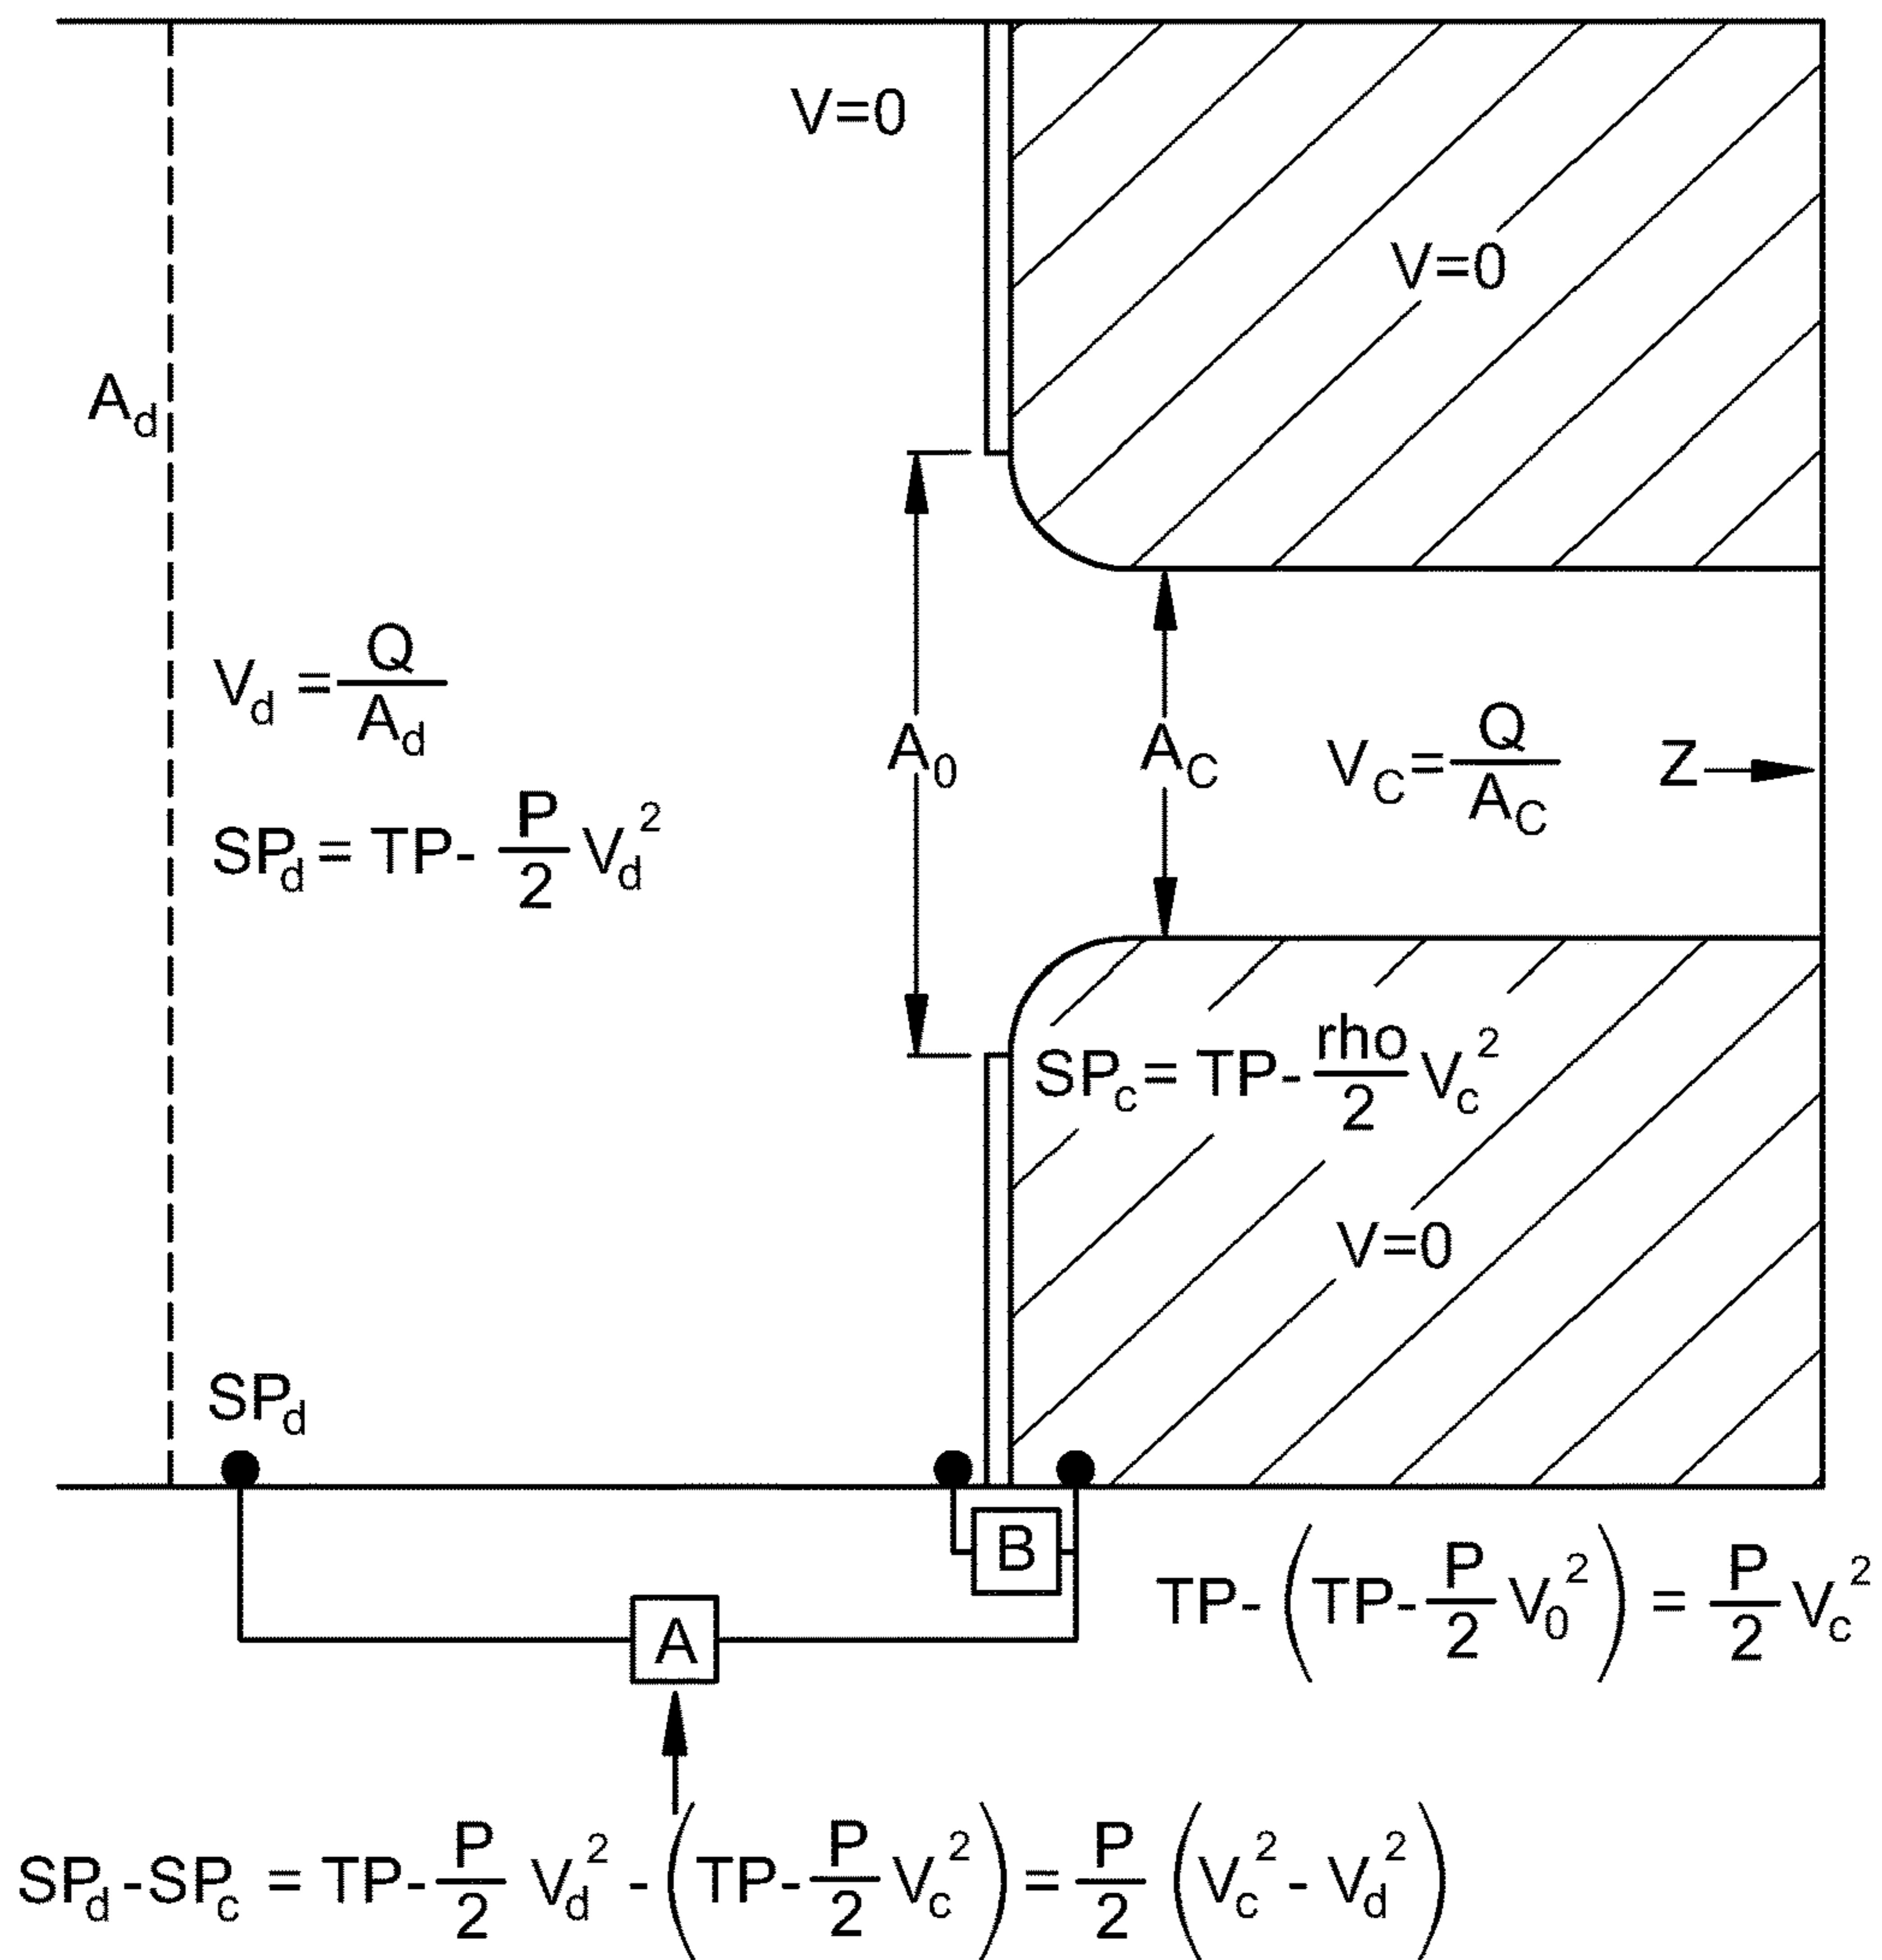 V=0
V=0
A_d
V_d = Q/A_d
A_0
A_C
V_C = Q/A_C
Z
SP_d = TP- P/2 V_d^2
SP_c = TP- rho/2 V_c^2
V=0
SP_d
B
TP-(TP- P/2 V_0^2) = P/2 V_c^2
A
SP_d - SP_c = TP- P/2 V_d^2 - (TP- P/2 V_c^2) = P/2 (V_c^2 - V_d^2)